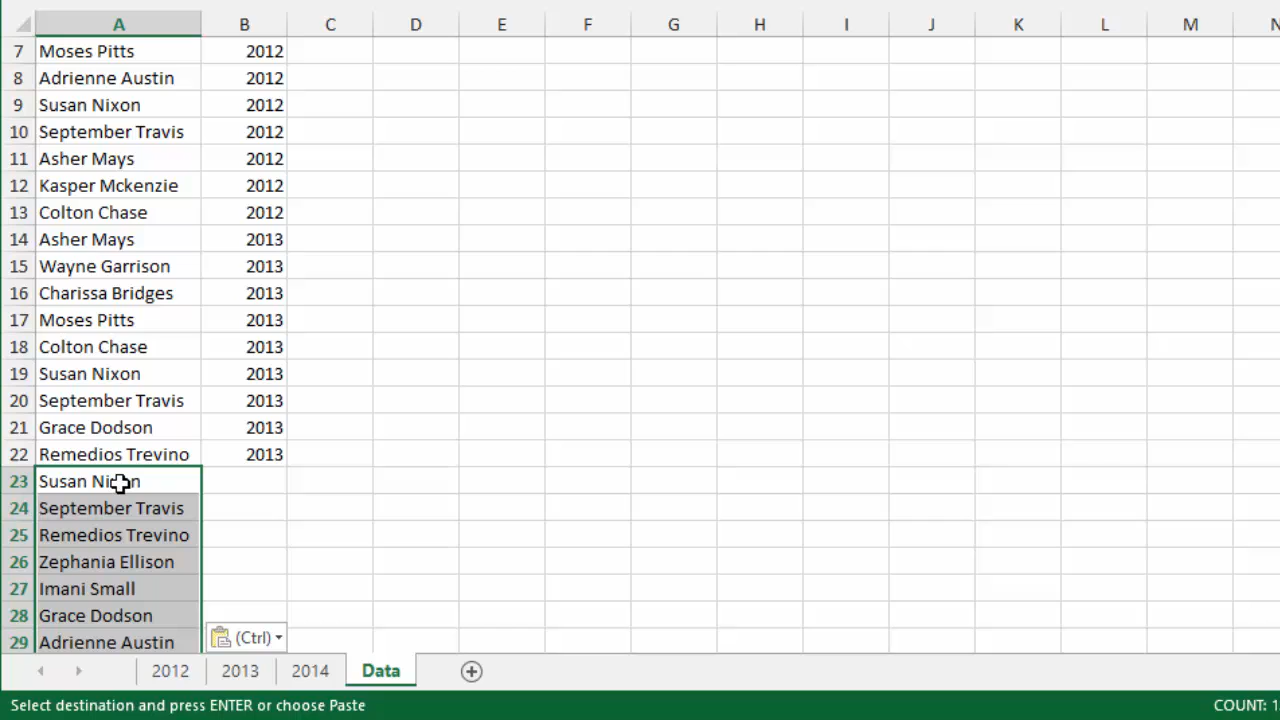 A B C D E F G H I J K L M N
7 Moses Pitts 2012
8 Adrienne Austin 2012
9 Susan Nixon 2012
10 September Travis 2012
11 Asher Mays 2012
12 Kasper Mckenzie 2012
13 Colton Chase 2012
14 Asher Mays 2013
15 Wayne Garrison 2013
16 Charissa Bridges 2013
17 Moses Pitts 2013
18 Colton Chase 2013
19 Susan Nixon 2013
20 September Travis 2013
21 Grace Dodson 2013
22 Remedios Trevino 2013
23 Susan Nixon
24 September Travis
25 Remedios Trevino
26 Zephania Ellison
27 Imani Small
28 Grace Dodson
29 Adrienne Austin (Ctrl)
2012 2013 2014 Data
Select destination and press ENTER or choose Paste COUNT: 1